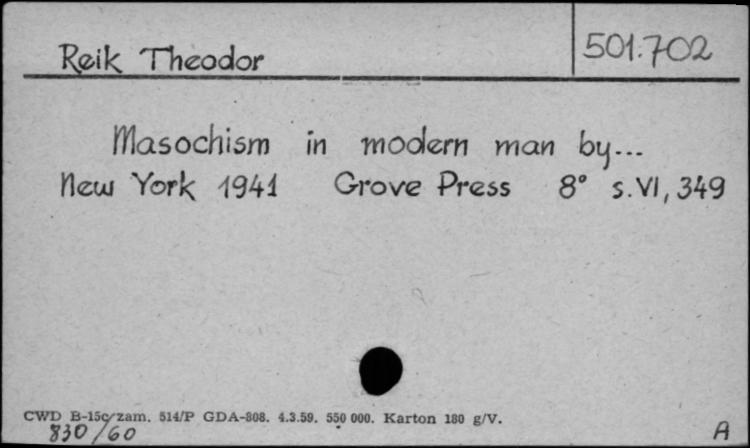 Reik Theodor 501.702
Masochism in modern man by...
New York 1941 Grove Press 8° s.VI, 349
CWD B-15c zam. 514/P GDA-808. 4.3.59. 550 000. Karton 180 g/V.
830/60 A